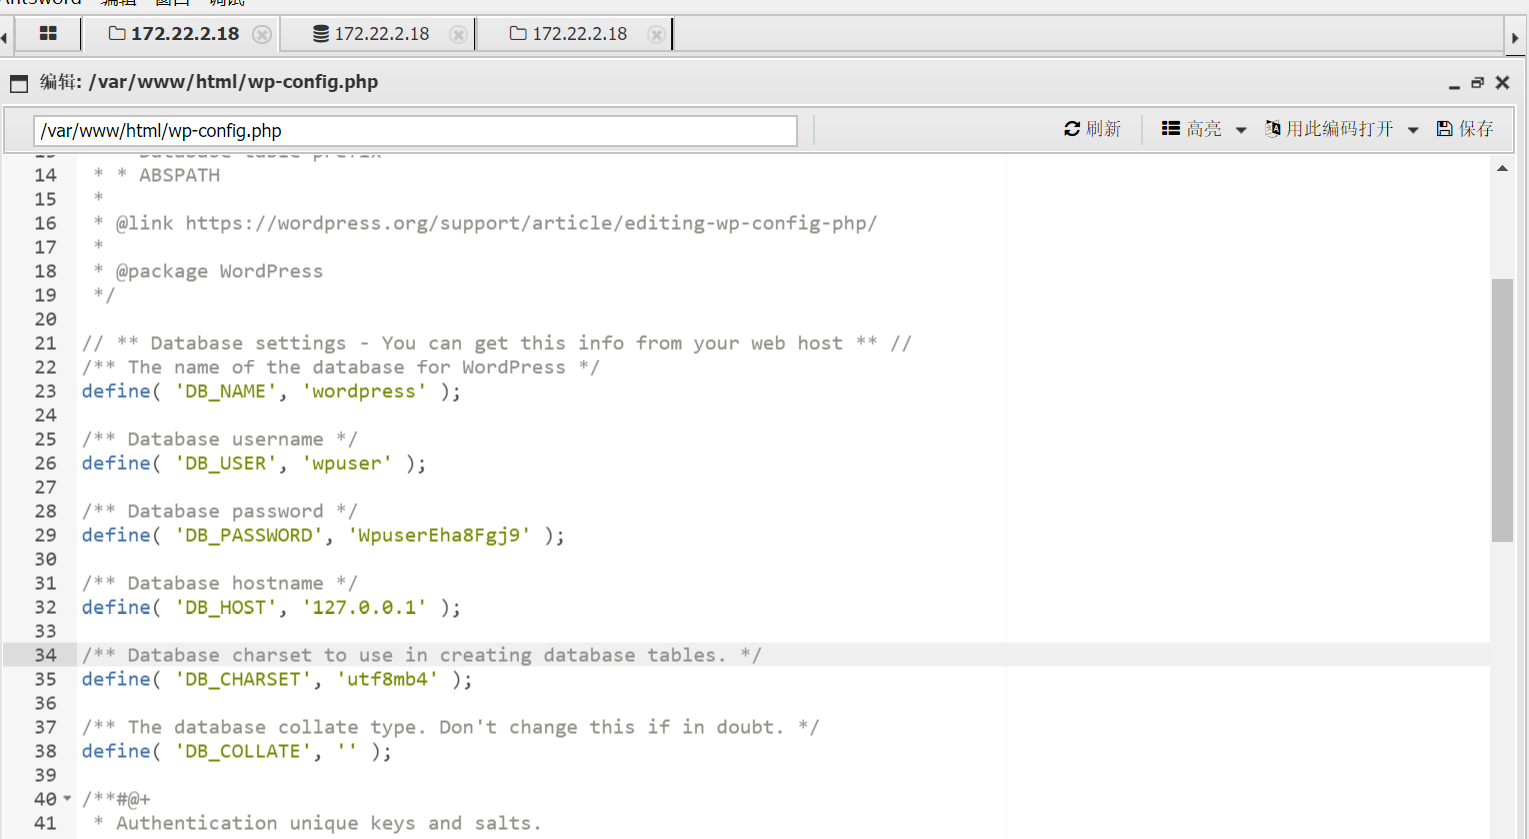 AntSword 编辑 窗口 调试
172.22.2.18 172.22.2.18 172.22.2.18
编辑: /var/www/html/wp-config.php
/var/www/html/wp-config.php 刷新 高亮 用此编码打开 保存
13 * * Database table prefix
14 * * ABSPATH
15 *
16 * @link https://wordpress.org/support/article/editing-wp-config-php/
17 *
18 * @package WordPress
19 */
20
21 // ** Database settings - You can get this info from your web host ** //
22 /** The name of the database for WordPress */
23 define( 'DB_NAME', 'wordpress' );
24
25 /** Database username */
26 define( 'DB_USER', 'wpuser' );
27
28 /** Database password */
29 define( 'DB_PASSWORD', 'WpuserEha8Fgj9' );
30
31 /** Database hostname */
32 define( 'DB_HOST', '127.0.0.1' );
33
34 /** Database charset to use in creating database tables. */
35 define( 'DB_CHARSET', 'utf8mb4' );
36
37 /** The database collate type. Don't change this if in doubt. */
38 define( 'DB_COLLATE', '' );
39
40 /**#@+
41 * Authentication unique keys and salts.